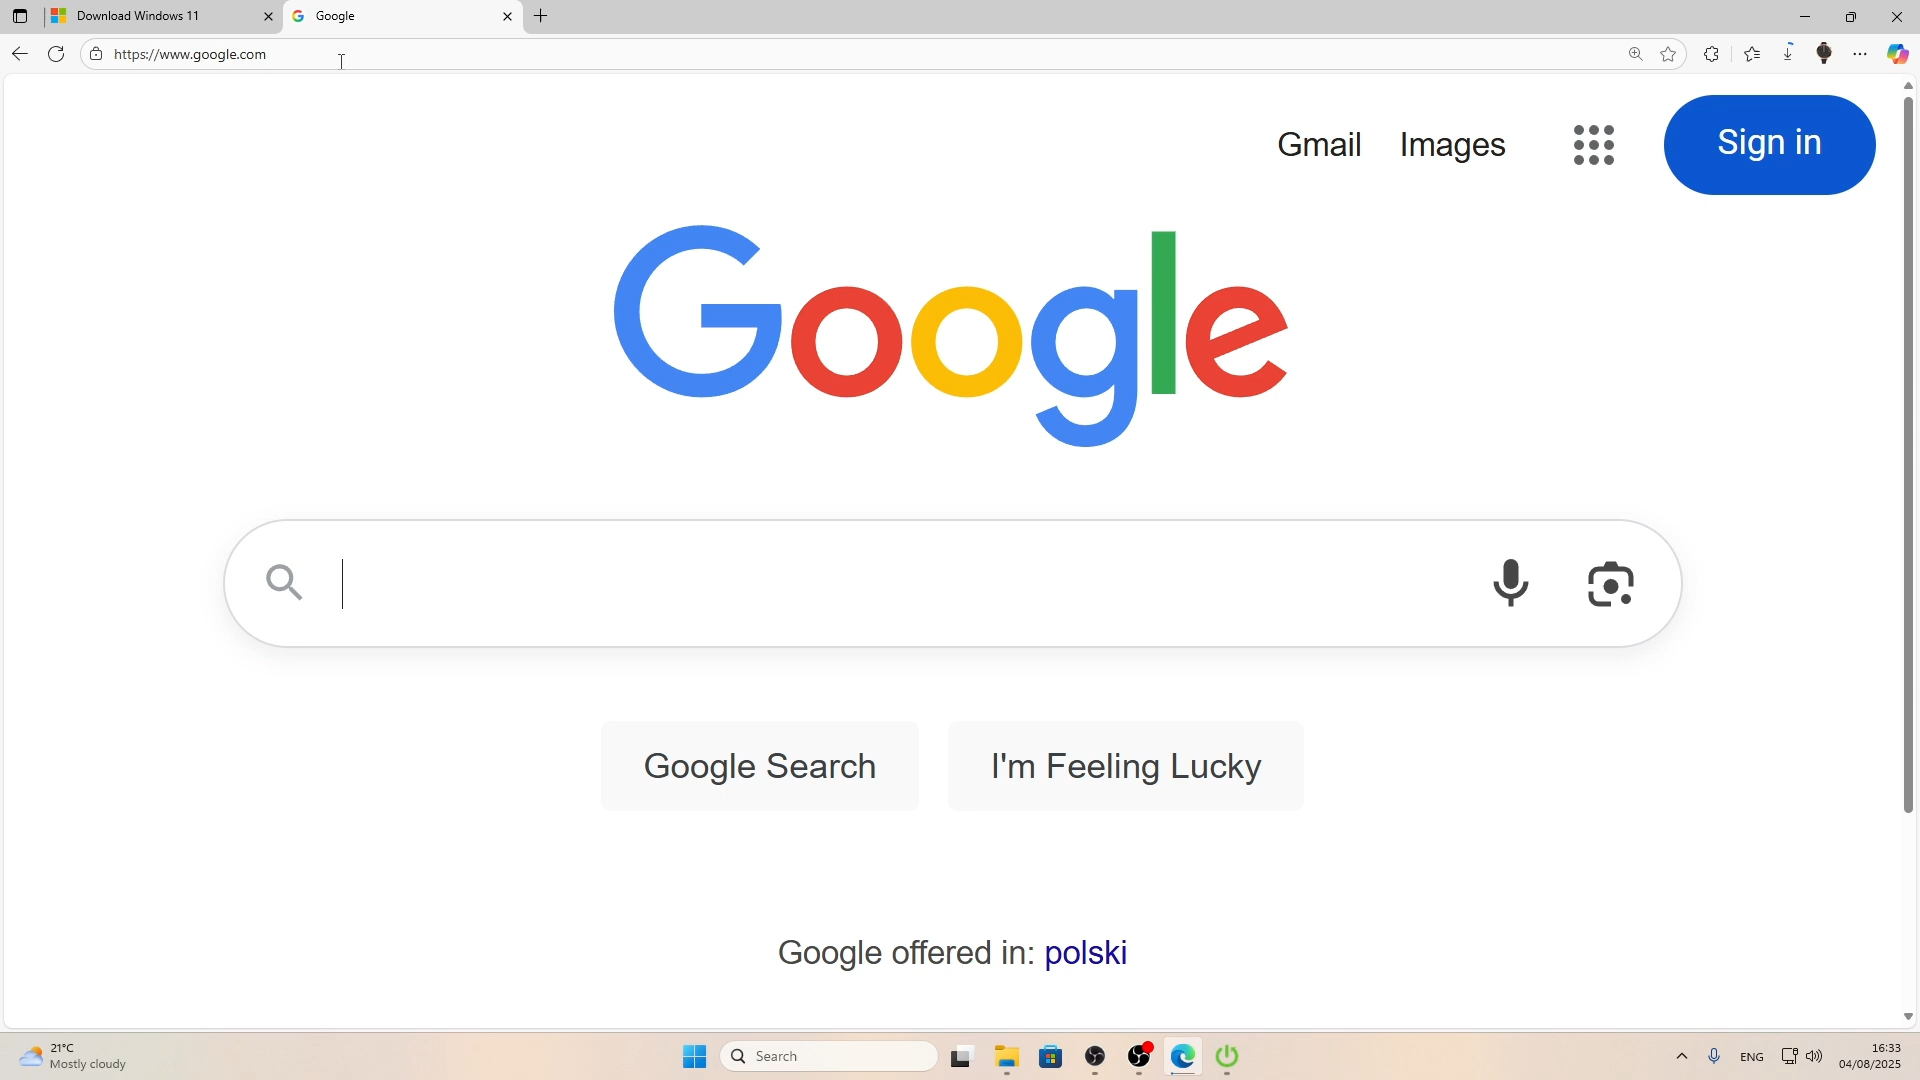 Download Windows 11
Google
https://www.google.com
Gmail Images Sign in
Google
Google Search I'm Feeling Lucky
Google offered in: polski
21°C
Mostly cloudy
Search
ENG
16:33
04/08/2025